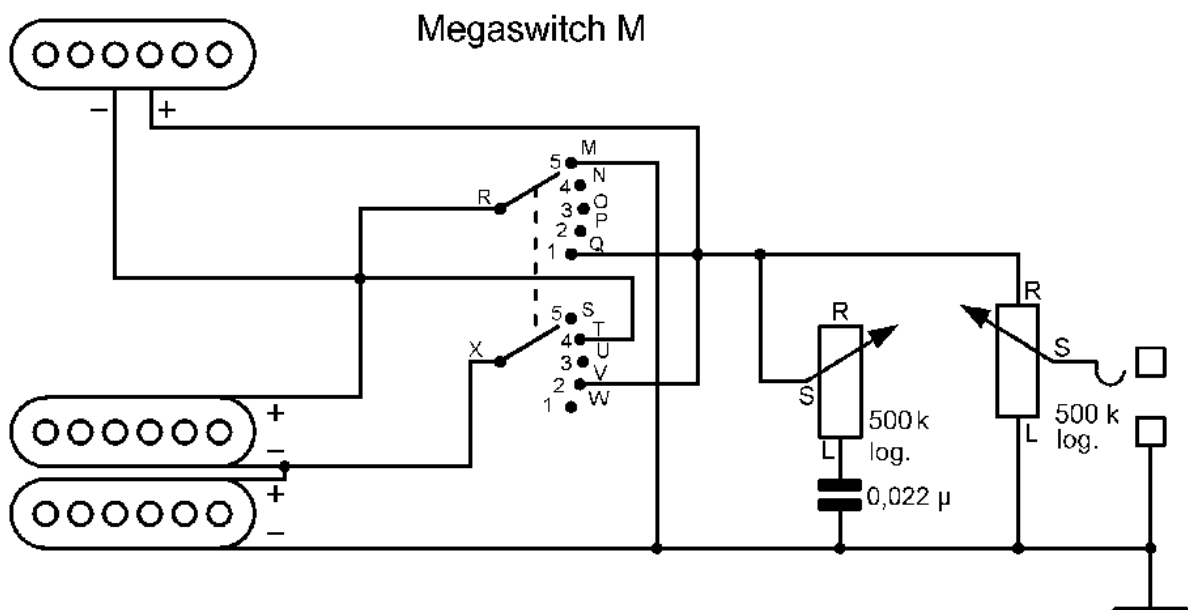 Megaswitch M
− +
5 M
4 N
R
3 O
2 P
1 Q
5 S
4 T
X
3 U
2 V
1 W
R
S
L
500 k
log.
0,022 µ
R
S
L
500 k
log.
+
−
+
−